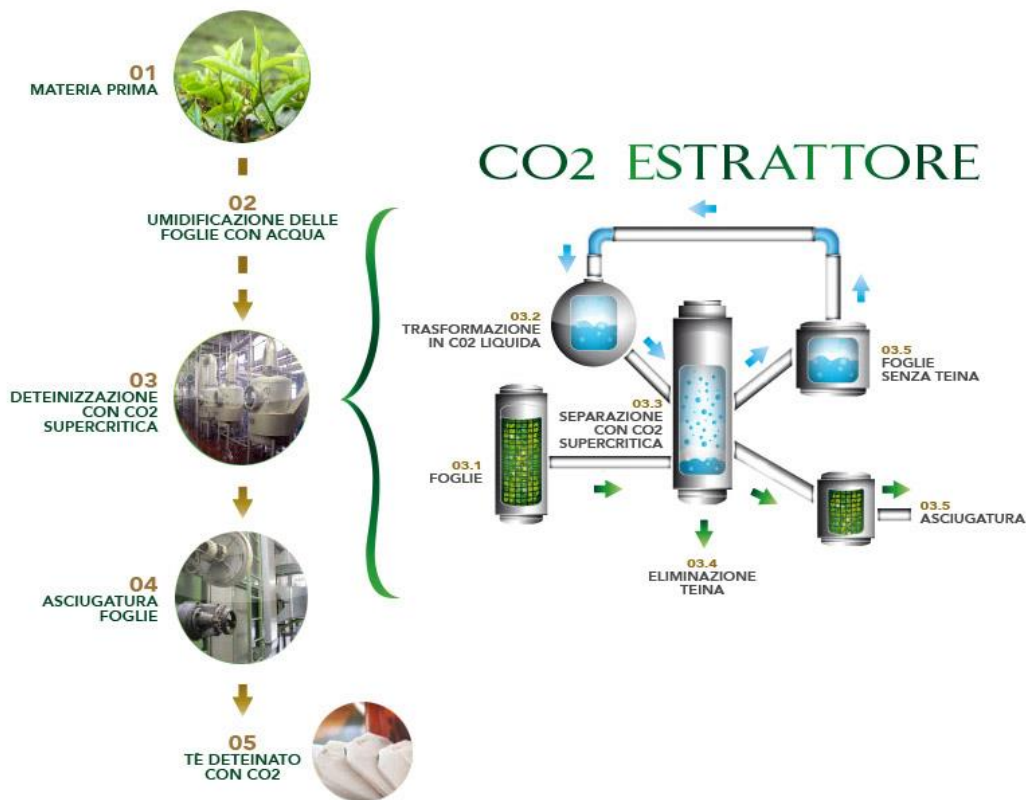 01
MATERIA PRIMA
02
UMIDIFICAZIONE DELLE
FOGLIE CON ACQUA
03
DETEINIZZAZIONE
CON CO2
SUPERCRITICA
04
ASCIUGATURA
FOGLIE
05
TÈ DETEINATO
CON CO2
CO2 ESTRATTORE
03.2
TRASFORMAZIONE
IN C02 LIQUIDA
03.5
FOGLIE
SENZA TEINA
03.3
SEPARAZIONE
CON CO2
SUPERCRITICA
03.1
FOGLIE
03.5
ASCIUGATURA
03.4
ELIMINAZIONE
TEINA